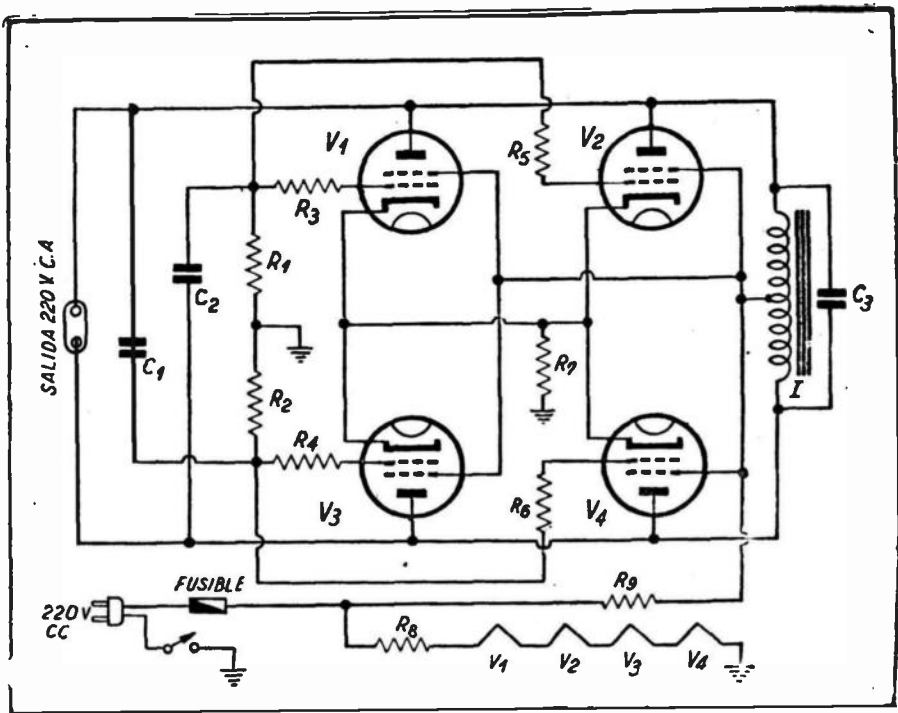 V1
V2
R5
R3
R1
C2
SALIDA 220 V. C.A
C1
C3
R7
I
R2
R4
V3
R6
V4
FUSIBLE
220 V
CC
R9
R8
V1
V2
V3
V4